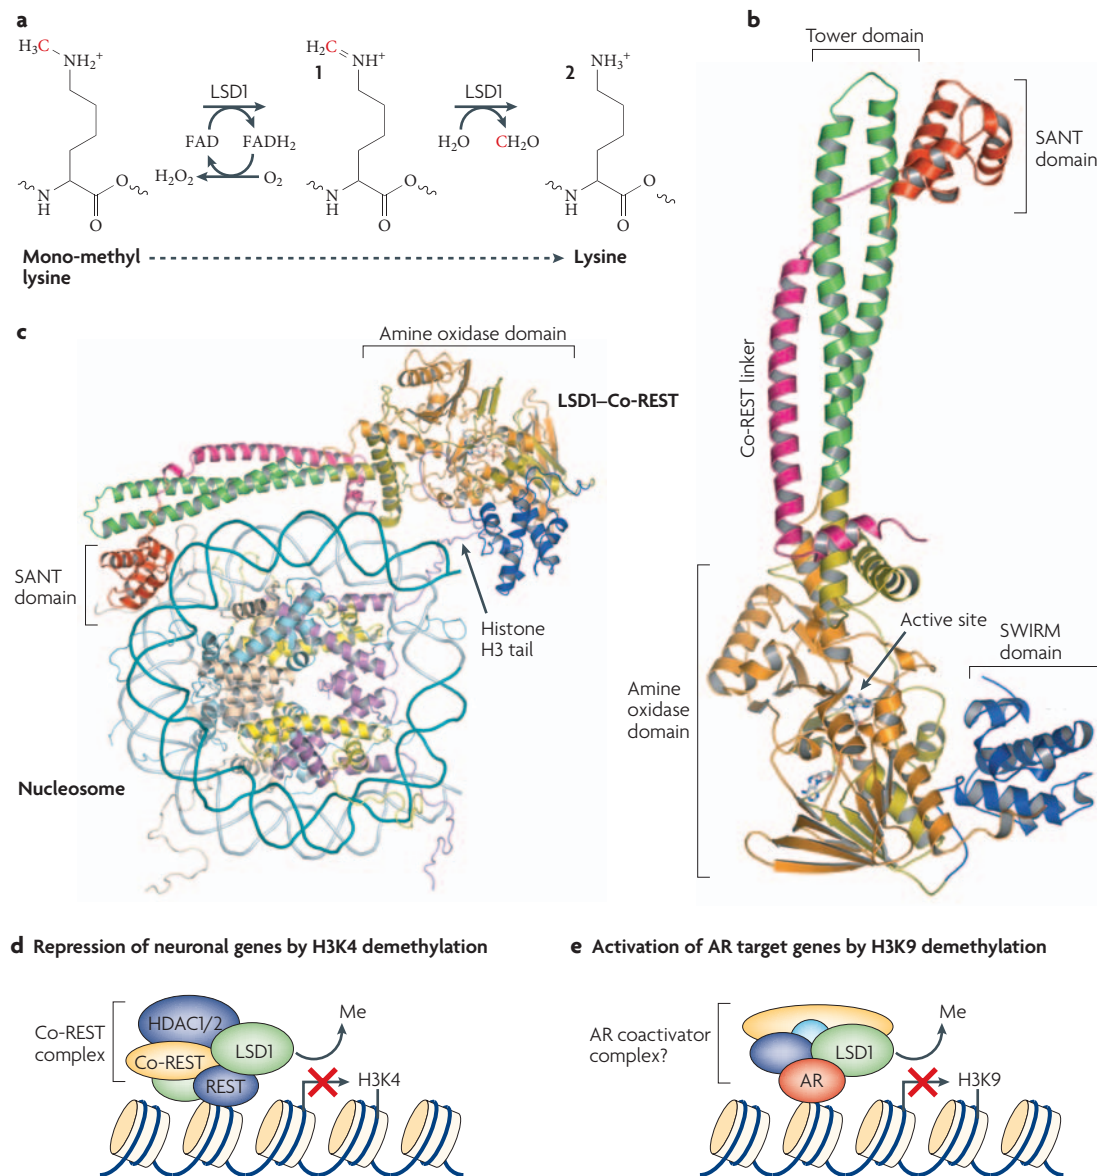 a
H3C
NH2+
H2C
NH+
1
2
NH3+
LSD1
LSD1
FAD
FADH2
H2O
CH2O
H2O2
O2
N
H
O
O
N
H
O
O
N
H
O
O
Mono-methyl
lysine
Lysine
b
Tower domain
SANT
domain
Co-REST linker
Active site
SWIRM
domain
Amine
oxidase
domain
c
Amine oxidase domain
LSD1–Co-REST
SANT
domain
Histone
H3 tail
Nucleosome
d Repression of neuronal genes by H3K4 demethylation
Co-REST
complex
HDAC1/2
Co-REST
LSD1
REST
Me
H3K4
e Activation of AR target genes by H3K9 demethylation
AR coactivator
complex?
LSD1
AR
Me
H3K9